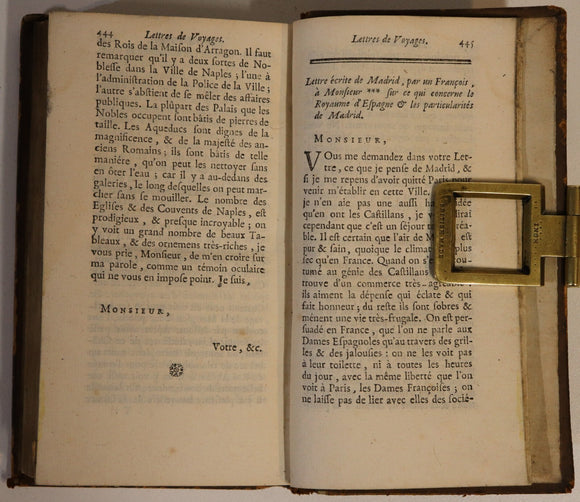 444 Lettres de Voyages.
des Rois de la Maison d'Arragon. Il faut
remarquer qu'il y a deux sortes de No-
blesse dans la Ville de Naples ; l'une a
l'administration de la Police de la Ville ;
l'autre s'abstient de se mêler des affaires
publiques. La plûpart des Palais que les
Nobles occupent sont bâtis de pierres de
taille. Les Aqueducs sont dignes de la
magnificence, & de la majesté des an-
ciens Romains ; ils sont bâtis de telle
maniére, qu'on peut les nettoyer sans
en ôter l'eau ; car il y a au-dedans des
galeries, le long desquelles on peut mar-
cher sans se mouiller. Le nombre des
Eglises & des Couvents de Naples, est
prodigieux, & presque incroyable ; on
y voit un grand nombre de beaux Ta-
bleaux, & des ornemens très-riches, je
vous prie, Monsieur, de m'en croire sur
ma parole, comme un témoin oculaire
qui ne vous en impose point. Je suis,
MONSIEUR,
Votre, &c.
Lettres de Voyages. 445
Lettre écrite de Madrid, par un François,
à Monsieur *** sur ce qui concerne le
Royaume d'Espagne & les particularités
de Madrid.
MONSIEUR,
VOus me demandez dans votre Let-
tre, ce que je pense de Madrid, &
si je me repens d'avoir quitté Paris pour
venir m'établir en cette Ville.
je n'en aie pas une aussi idée
qu'en ont les Castillans, je dirai
cependant que c'est un séjour
ble. Il est certain que l'air de M est
pur & sain, quoique le climat plus
sec qu'en France. Quand on s'est
tumé au génie des Castillans
trouve d'un commerce très-agréable ;
ils aiment la dépense qui éclate & qui
fait honneur ; du reste ils sont sobres &
ménent une vie très-frugale. On est per-
suadé en France, que l'on ne parle aux
Dames Espagnoles qu'au travers des gril-
les & des jalousies : on ne les voit pas
à leur toilette, ni à toutes les heures
du jour, avec la même liberté que l'on
voit à Paris, les Dames Françoises ; on
ne laisse pas de lier avec elles des socié-